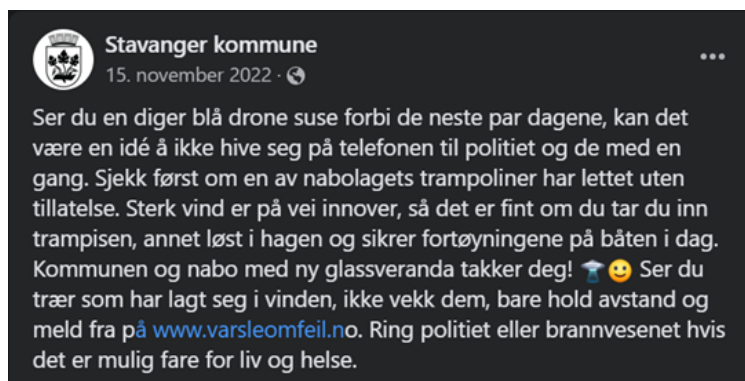 Stavanger kommune
15. november 2022 ·
Ser du en diger blå drone suse forbi de neste par dagene, kan det
være en idé å ikke hive seg på telefonen til politiet og de med en
gang. Sjekk først om en av nabolagets trampoliner har lettet uten
tillatelse. Sterk vind er på vei innover, så det er fint om du tar du inn
trampisen, annet løst i hagen og sikrer fortøyningene på båten i dag.
Kommunen og nabo med ny glassveranda takker deg! 🛸🙂 Ser du
trær som har lagt seg i vinden, ikke vekk dem, bare hold avstand og
meld fra på www.varsleomfeil.no. Ring politiet eller brannvesenet hvis
det er mulig fare for liv og helse.